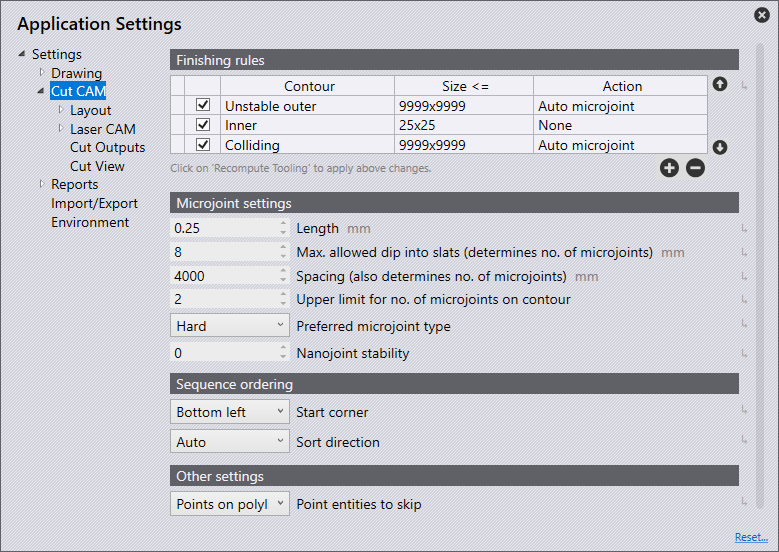 Application Settings
Settings
Drawing
Cut CAM
Layout
Laser CAM
Cut Outputs
Cut View
Reports
Import/Export
Environment
Finishing rules
Contour Size <= Action
Unstable outer 9999x9999 Auto microjoint
Inner 25x25 None
Colliding 9999x9999 Auto microjoint
Click on 'Recompute Tooling' to apply above changes.
Microjoint settings
0.25 Length mm
8 Max. allowed dip into slats (determines no. of microjoints) mm
4000 Spacing (also determines no. of microjoints) mm
2 Upper limit for no. of microjoints on contour
Hard Preferred microjoint type
0 Nanojoint stability
Sequence ordering
Bottom left Start corner
Auto Sort direction
Other settings
Points on polyl Point entities to skip
Reset...